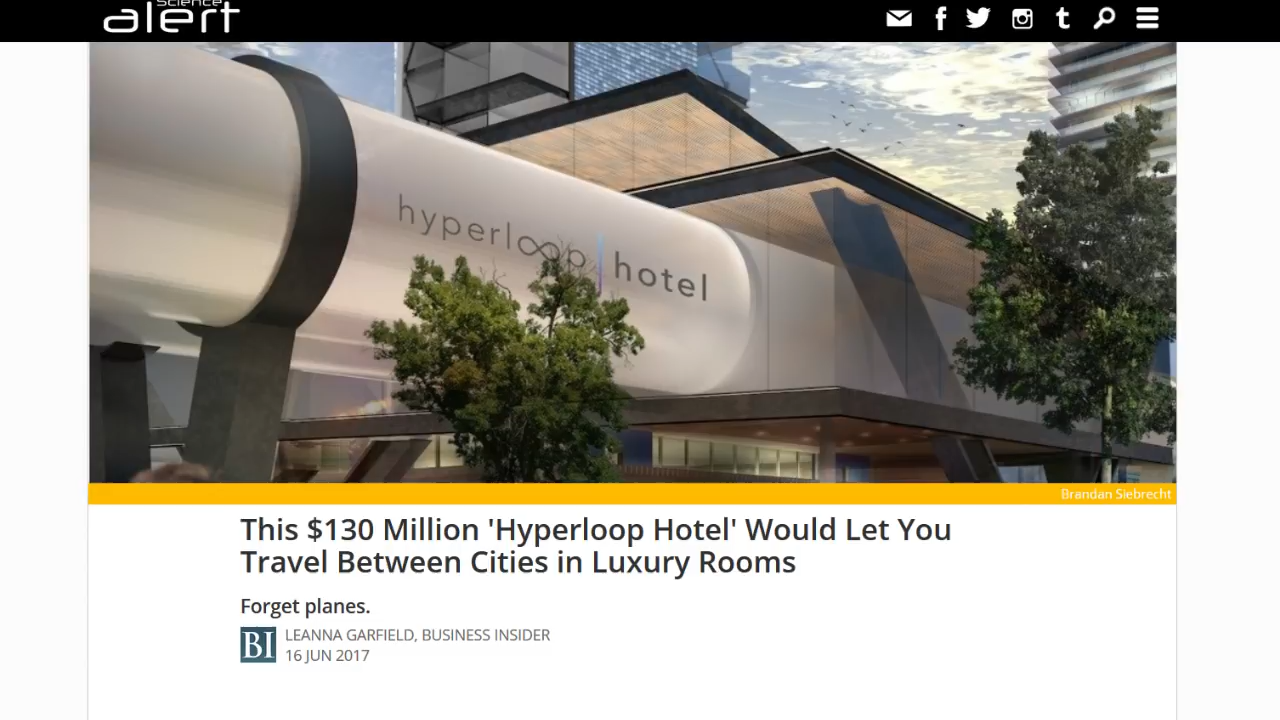 science
alert
hyperloop hotel
Brandan Siebrecht
This $130 Million 'Hyperloop Hotel' Would Let You
Travel Between Cities in Luxury Rooms
Forget planes.
BI
LEANNA GARFIELD, BUSINESS INSIDER
16 JUN 2017